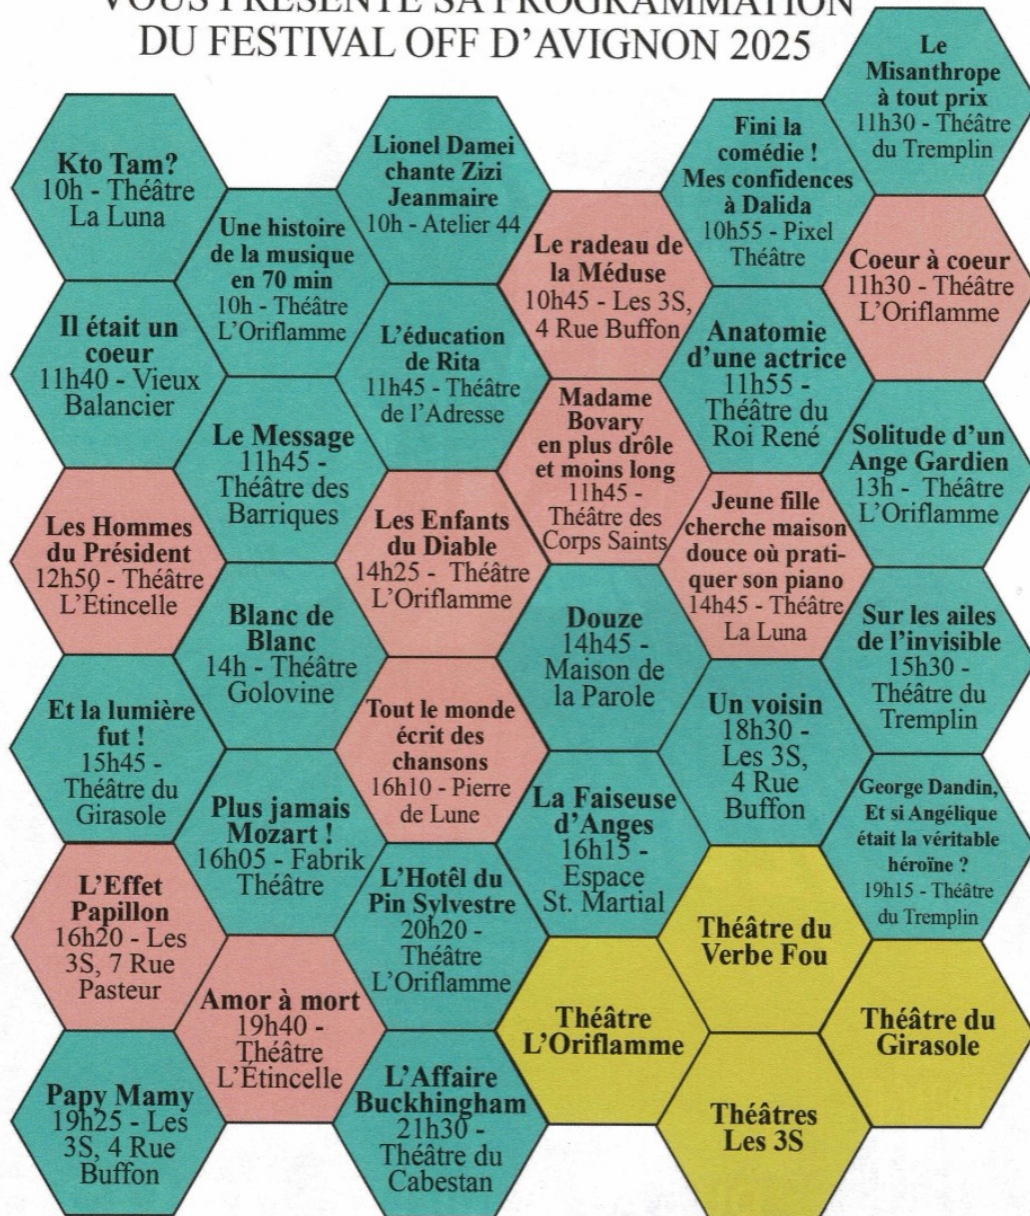 VOUS PRÉSENTE SA PROGRAMMATION
DU FESTIVAL OFF D'AVIGNON 2025
Le
Misanthrope
à tout prix
11h30 - Théâtre
du Tremplin
Kto Tam?
10h - Théâtre
La Luna
Lionel Damei
chante Zizi
Jeanmaire
10h - Atelier 44
Fini la
comédie !
Mes confidences
à Dalida
10h55 - Pixel
Théâtre
Une histoire
de la musique
en 70 min
10h - Théâtre
L'Oriflamme
Le radeau de
la Méduse
10h45 - Les 3S,
4 Rue Buffon
Coeur à coeur
11h30 - Théâtre
L'Oriflamme
Il était un
coeur
11h40 - Vieux
Balancier
L'éducation
de Rita
11h45 - Théâtre
de l'Adresse
Anatomie
d'une actrice
11h55 -
Théâtre du
Roi René
Le Message
11h45 -
Théâtre des
Barriques
Madame
Bovary
en plus drôle
et moins long
11h45 -
Théâtre des
Corps Saints
Solitude d'un
Ange Gardien
13h - Théâtre
L'Oriflamme
Les Hommes
du Président
12h50 - Théâtre
L'Étincelle
Les Enfants
du Diable
14h25 - Théâtre
L'Oriflamme
Jeune fille
cherche maison
douce où prati-
quer son piano
14h45 - Théâtre
La Luna
Blanc de
Blanc
14h - Théâtre
Golovine
Douze
14h45 -
Maison de
la Parole
Sur les ailes
de l'invisible
15h30 -
Théâtre du
Tremplin
Et la lumière
fut !
15h45 -
Théâtre du
Girasole
Tout le monde
écrit des
chansons
16h10 - Pierre
de Lune
Un voisin
18h30 -
Les 3S,
4 Rue
Buffon
Plus jamais
Mozart !
16h05 - Fabrik
Théâtre
La Faiseuse
d'Anges
16h15 -
Espace
St. Martial
George Dandin,
Et si Angélique
était la véritable
héroïne ?
19h15 - Théâtre
du Tremplin
L'Effet
Papillon
16h20 - Les
3S, 7 Rue
Pasteur
L'Hotêl du
Pin Sylvestre
20h20 -
Théâtre
L'Oriflamme
Théâtre du
Verbe Fou
Amor à mort
19h40 -
Théâtre
L'Étincelle
Théâtre
L'Oriflamme
Théâtre du
Girasole
Papy Mamy
19h25 - Les
3S, 4 Rue
Buffon
L'Affaire
Buckhingham
21h30 -
Théâtre du
Cabestan
Théâtres
Les 3S